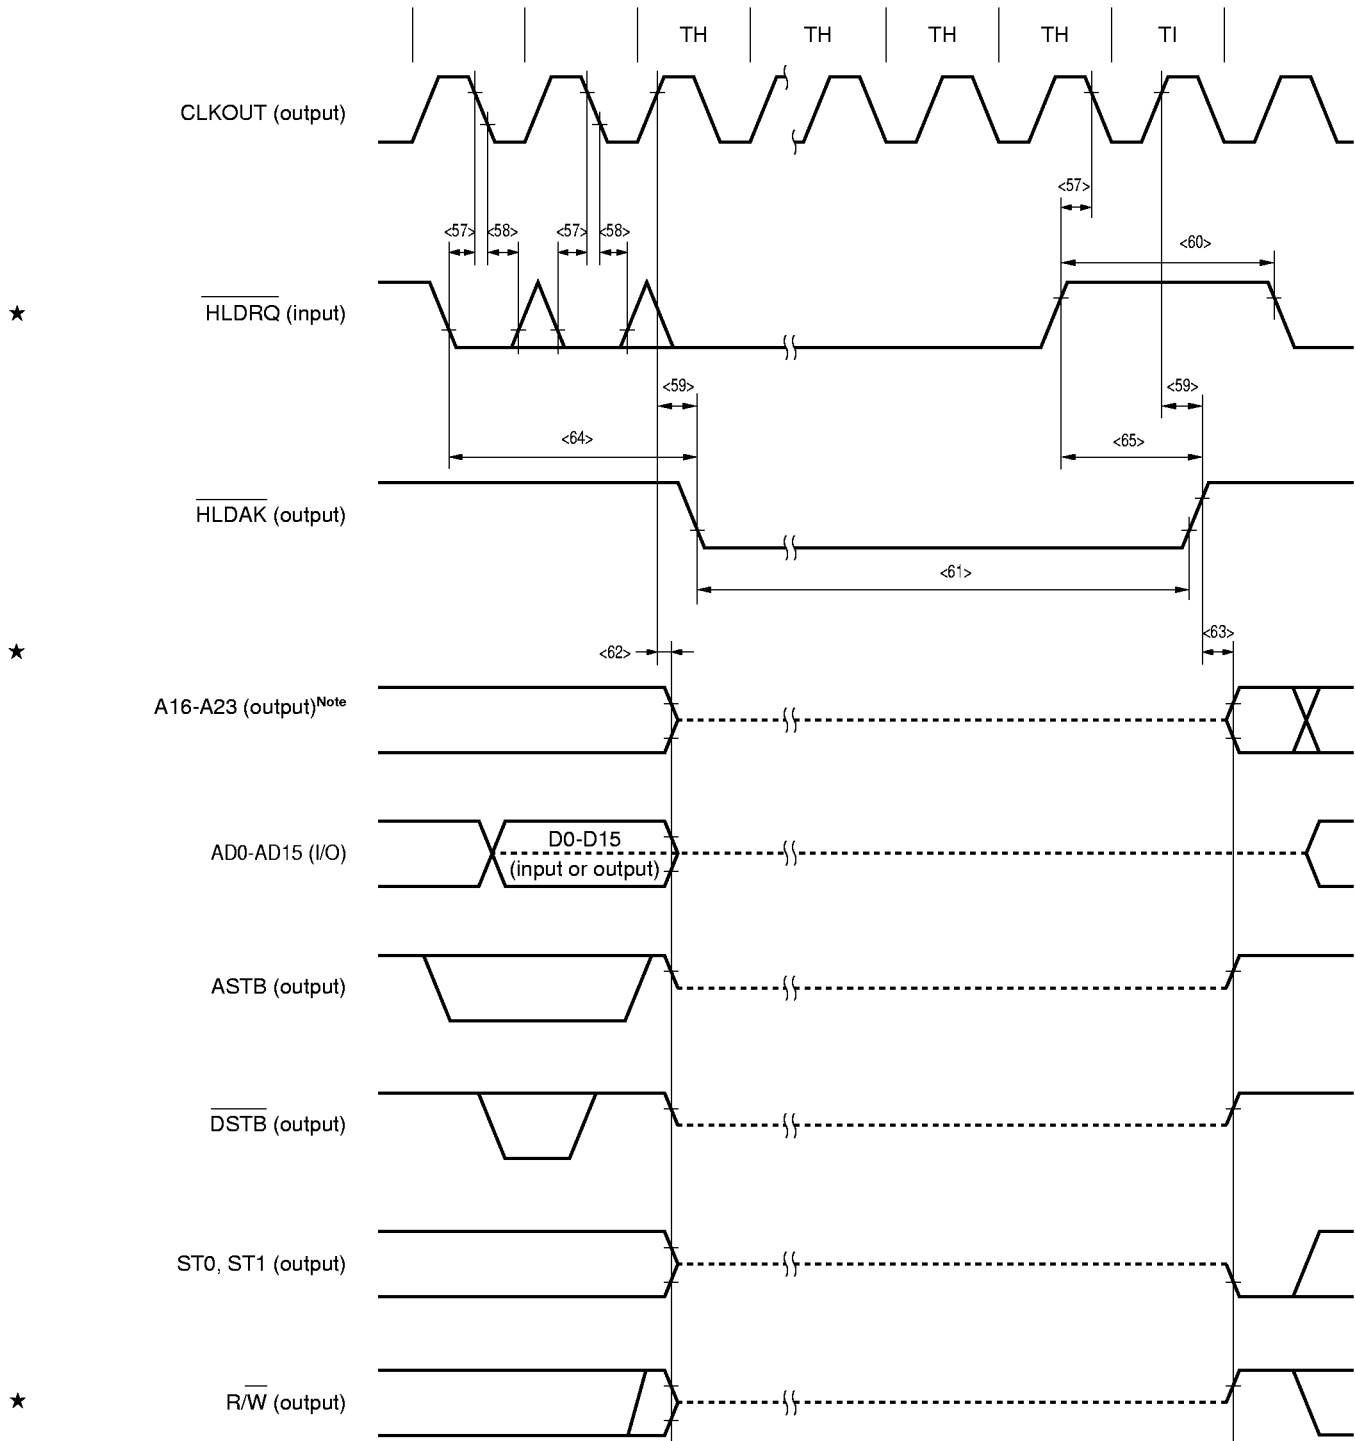 TH TH TH TH TI
CLKOUT (output)
<57>
<57> <58> <57> <58>
<60>
★ HLDRQ (input)
<59> <59>
<64> <65>
HLDAK (output)
<61>
<63>
★ <62>
A16-A23 (output)Note
D0-D15
AD0-AD15 (I/O)
(input or output)
ASTB (output)
DSTB (output)
ST0, ST1 (output)
★ R/W (output)